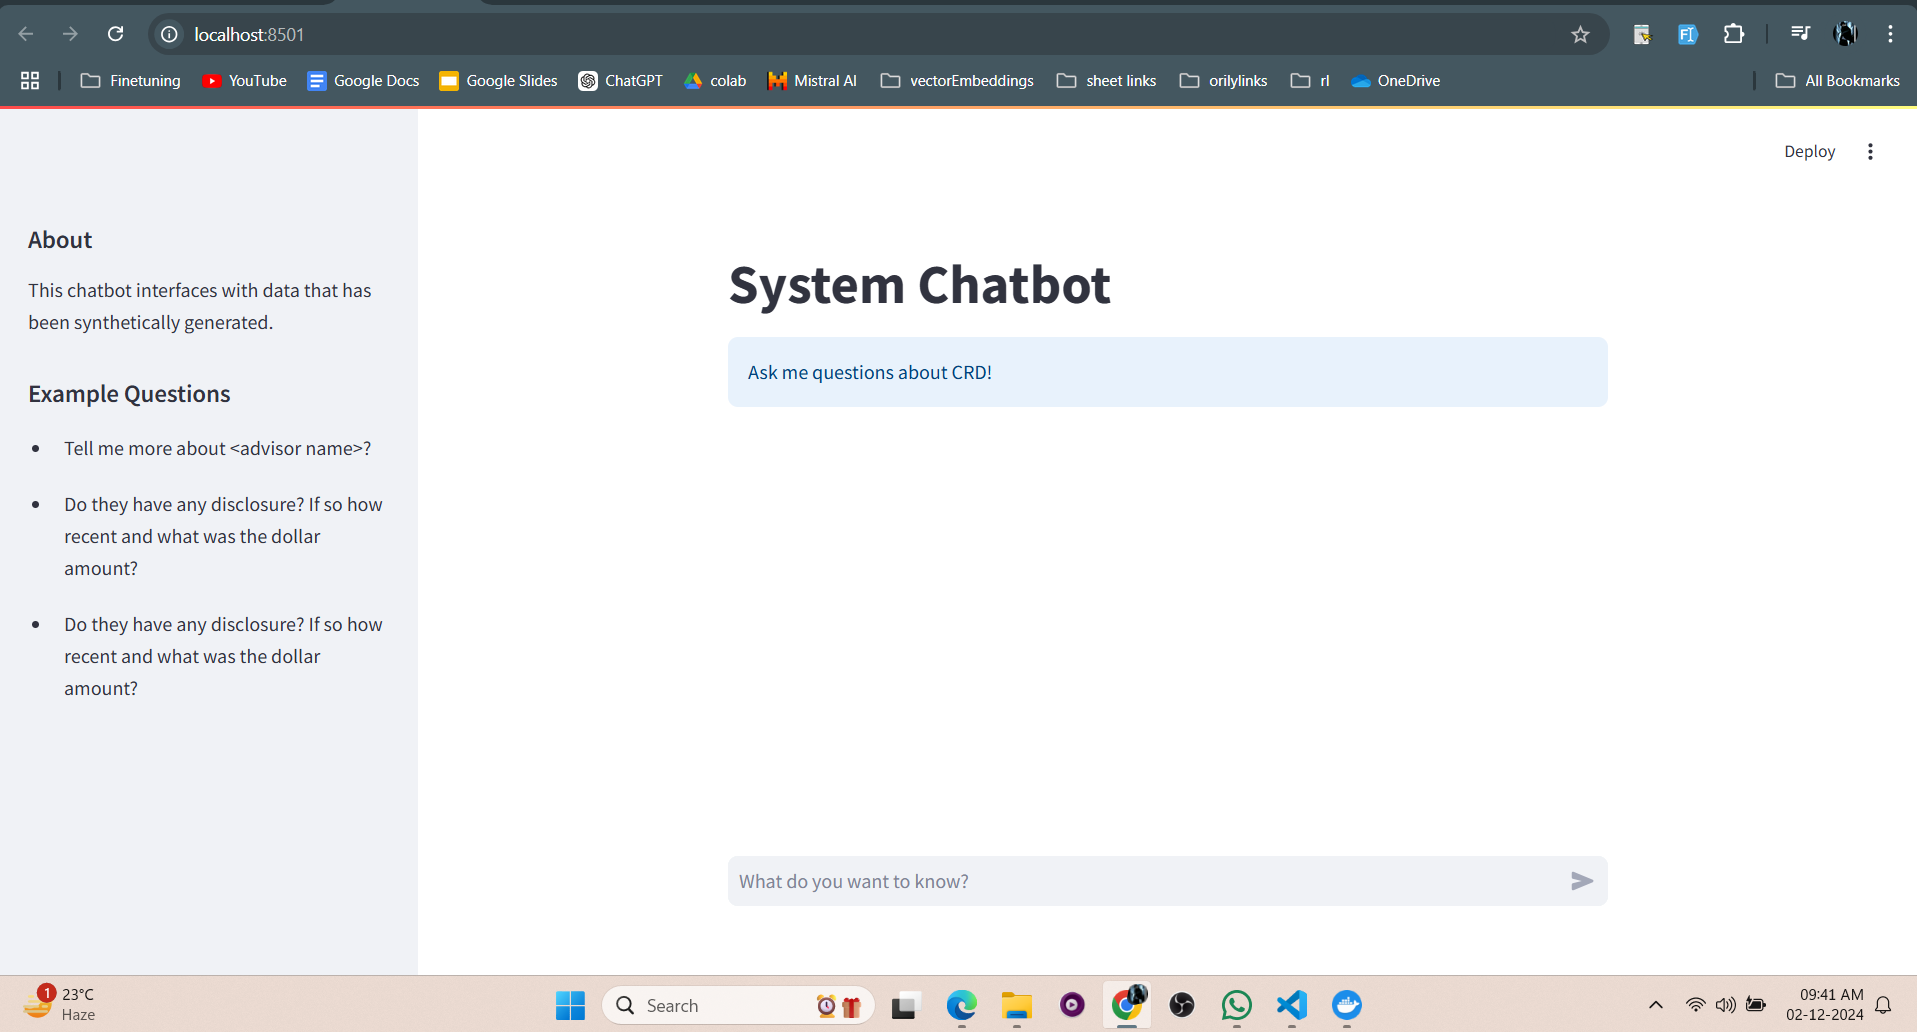 localhost:8501
Finetuning YouTube Google Docs Google Slides ChatGPT colab Mistral AI vectorEmbeddings sheet links orilylinks rl OneDrive All Bookmarks
Deploy
About
This chatbot interfaces with data that has
been synthetically generated.
Example Questions
• Tell me more about <advisor name>?
• Do they have any disclosure? If so how
recent and what was the dollar
amount?
• Do they have any disclosure? If so how
recent and what was the dollar
amount?
System Chatbot
Ask me questions about CRD!
What do you want to know?
1
23°C
Haze
Search
09:41 AM
02-12-2024